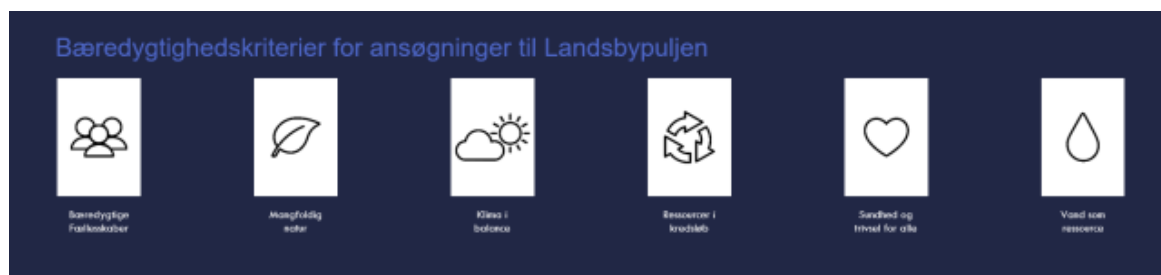 Bæredygtighedskriterier for ansøgninger til Landsbypuljen
Bæredygtige
Fællesskaber
Mangfoldig
natur
Klima i
balance
Ressourcer i
kredsløb
Sundhed og
trivsel for alle
Vand som
ressource